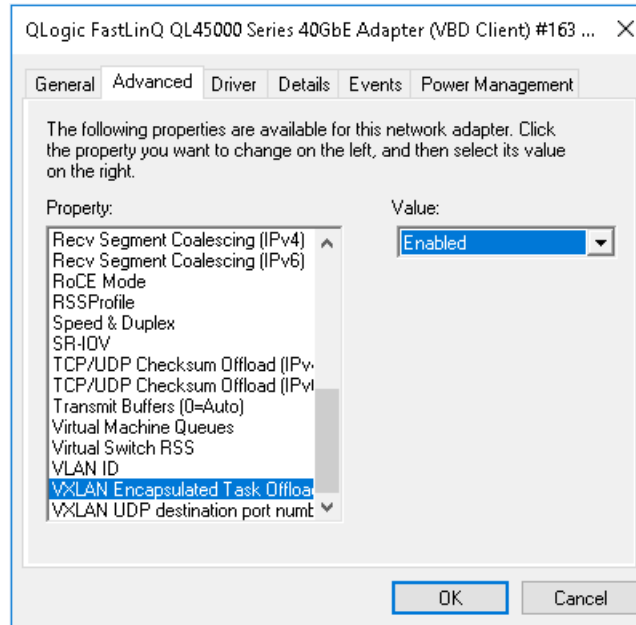 QLogic FastLinQ QL45000 Series 40GbE Adapter (VBD Client) #163 ...
General Advanced Driver Details Events Power Management
The following properties are available for this network adapter. Click
the property you want to change on the left, and then select its value
on the right.
Property:
Value:
Recv Segment Coalescing (IPv4)
Recv Segment Coalescing (IPv6)
RoCE Mode
RSSProfile
Speed & Duplex
SR-IOV
TCP/UDP Checksum Offload (IPv
TCP/UDP Checksum Offload (IPv
Transmit Buffers (0=Auto)
Virtual Machine Queues
Virtual Switch RSS
VLAN ID
VXLAN Encapsulated Task Offloa
VXLAN UDP destination port numb
Enabled
OK Cancel